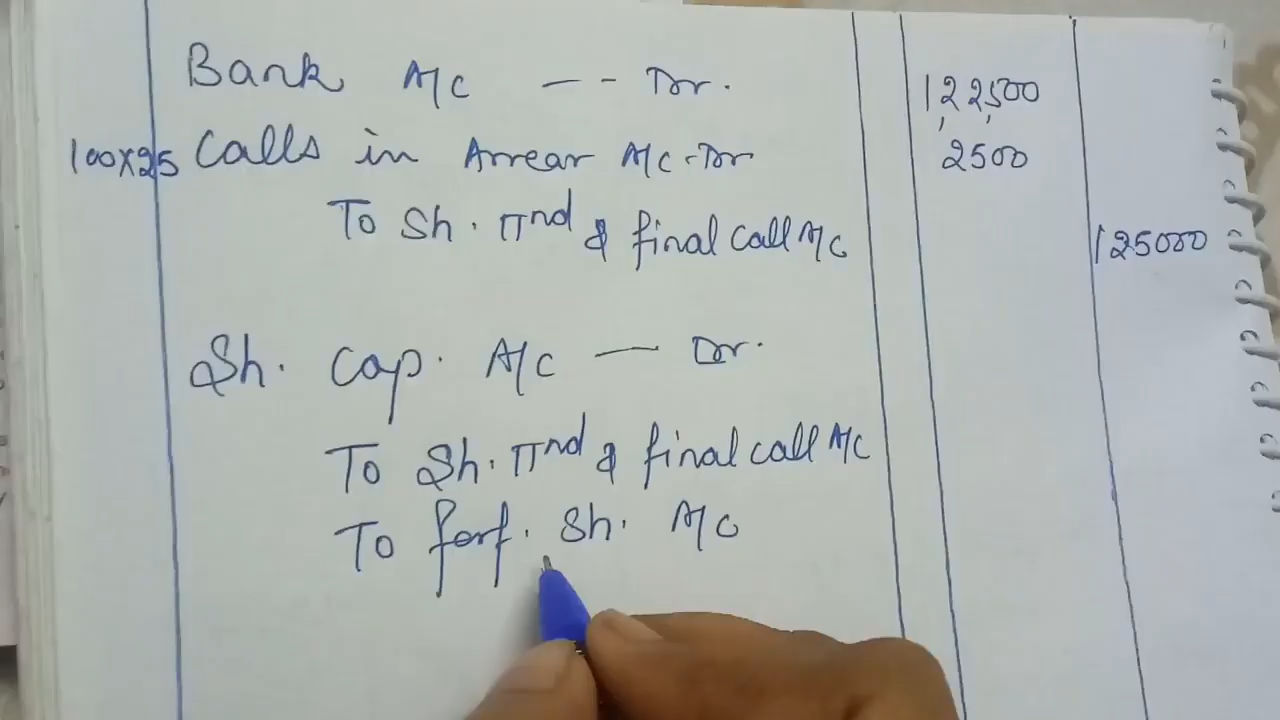 Bank A/C -- Dr. 122500
100x25 Calls in Arrear A/C - Dr 2500
To Sh. IInd & final call A/C 125000
Sh. Cap. A/C — Dr.
To Sh. IInd & final call A/C
To forf. Sh. A/C